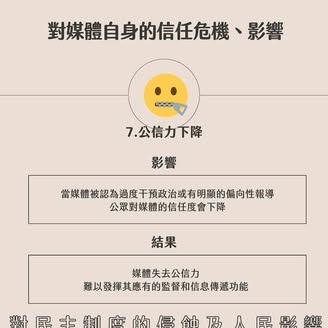 對媒體自身的信任危機、影響
7.公信力下降
影響
當媒體被認為過度干預政治或有明顯的偏向性報導
公眾對媒體的信任度會下降
結果
媒體失去公信力
難以發揮其應有的監督和信息傳遞功能
對民主制度的侵蝕及人民影響